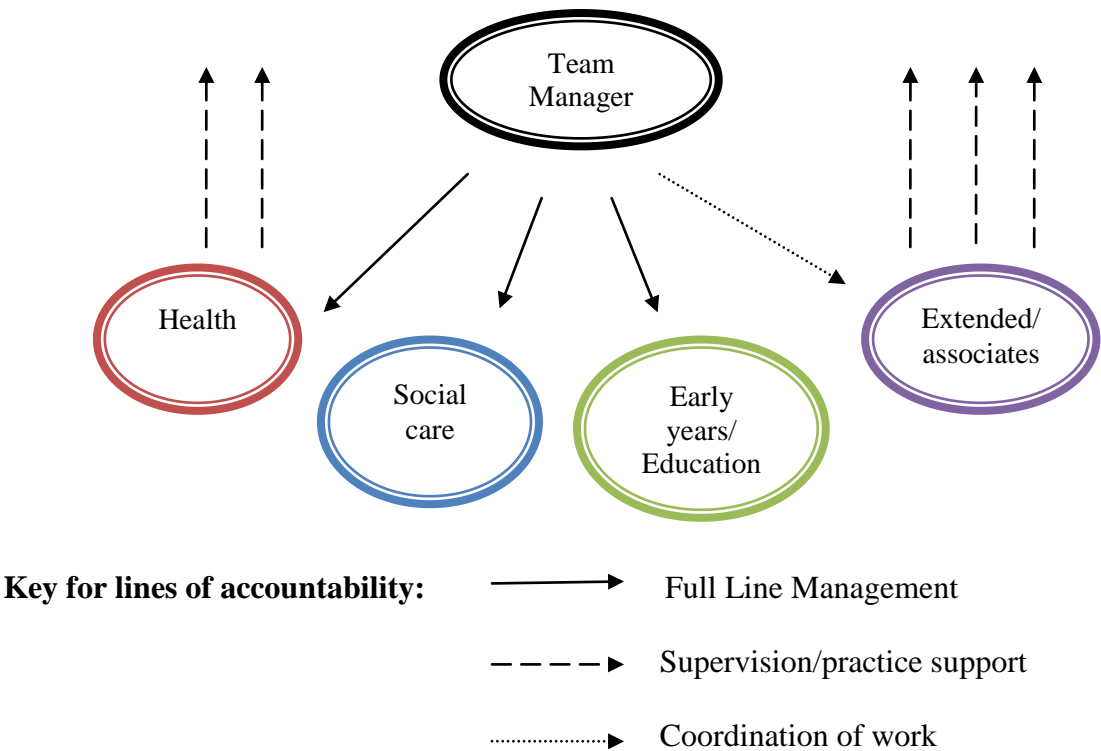 Team
Manager
Health
Social
care
Early
years/
Education
Extended/
associates
Key for lines of accountability:
Full Line Management
Supervision/practice support
Coordination of work